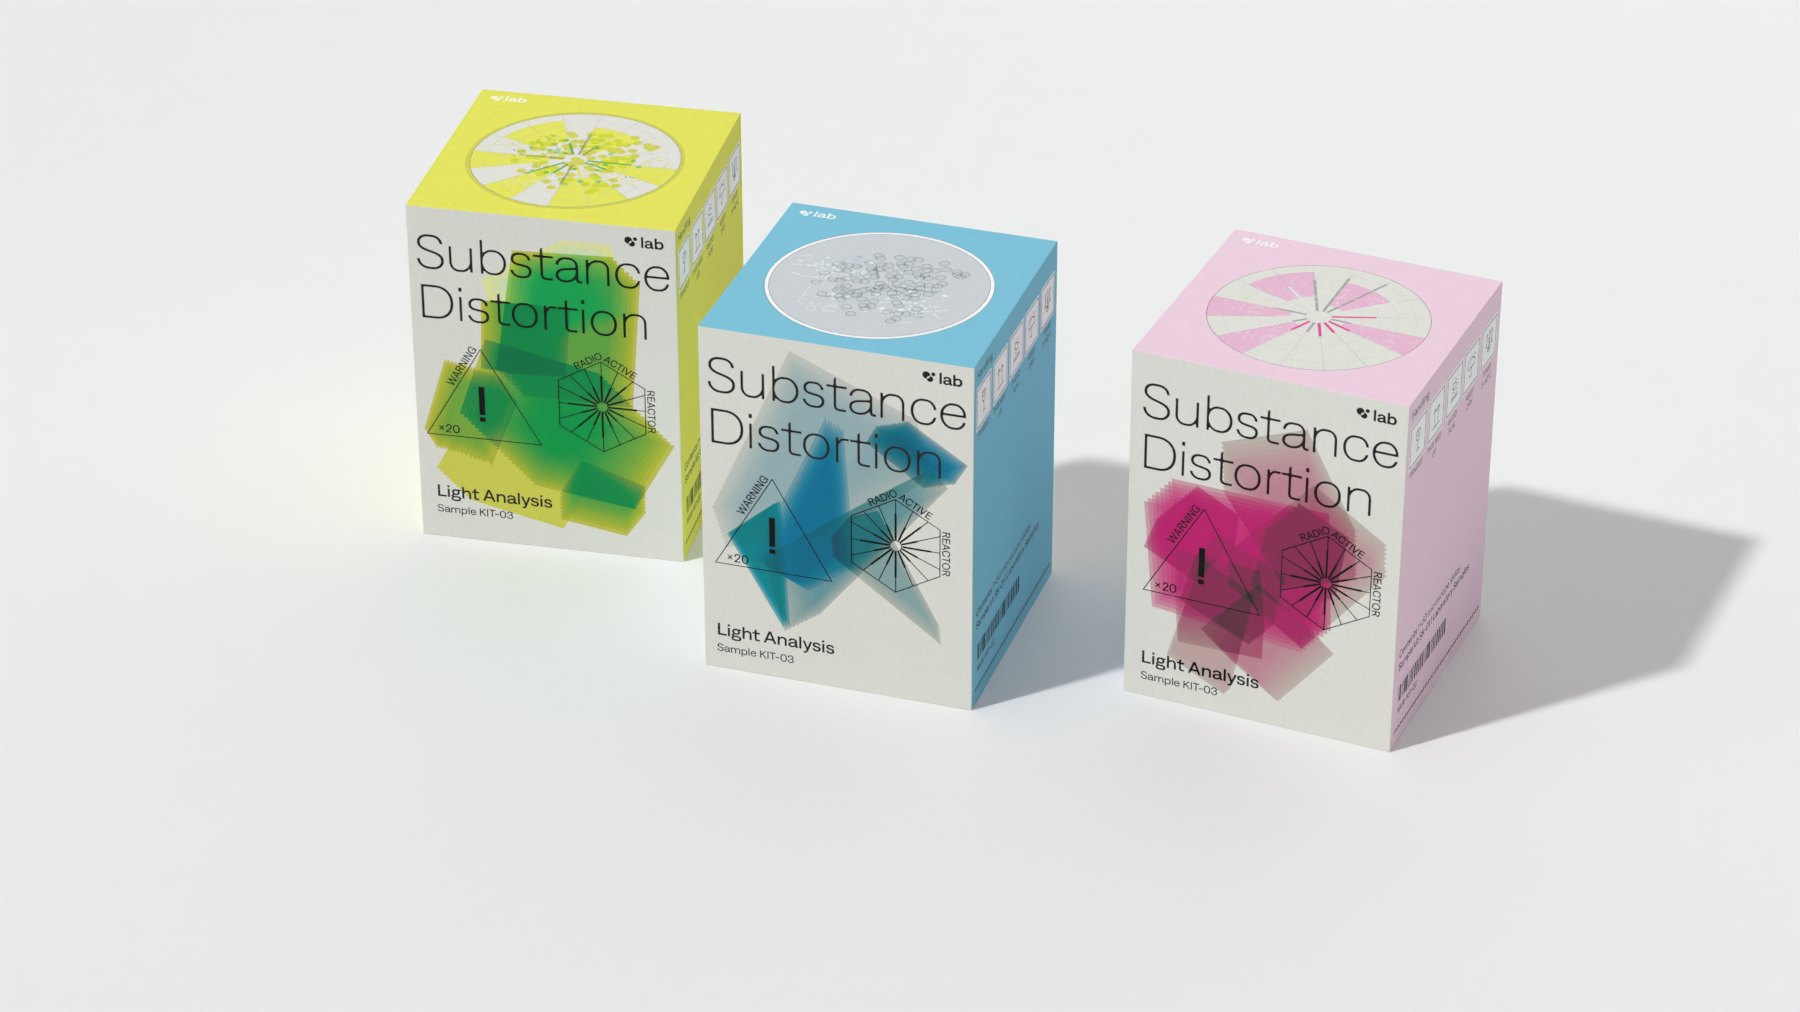 lab
lab
Substance
Distortion
WARNING
!
×20
RADIO ACTIVE
REACTOR
Light Analysis
Sample KIT-03
lab
lab
Substance
Distortion
WARNING
!
×20
RADIO ACTIVE
REACTOR
Light Analysis
Sample KIT-03
lab
lab
Substance
Distortion
WARNING
!
×20
RADIO ACTIVE
REACTOR
Light Analysis
Sample KIT-03
Handling